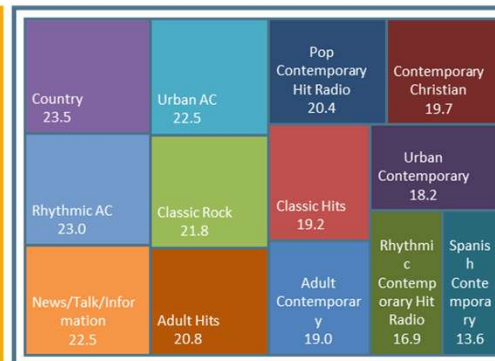 Country
23.5
Rhythmic AC
23.0
News/Talk/Infor
mation
22.5
Urban AC
22.5
Classic Rock
21.8
Adult Hits
20.8
Pop
Contemporary
Hit Radio
20.4
Contemporary
Christian
19.7
Classic Hits
19.2
Urban
Contemporary
18.2
Adult
Contemporar
y
19.0
Rhythmi
c
Contemp
orary Hit
Radio
16.9
Spanis
h
Conte
mpora
ry
13.6